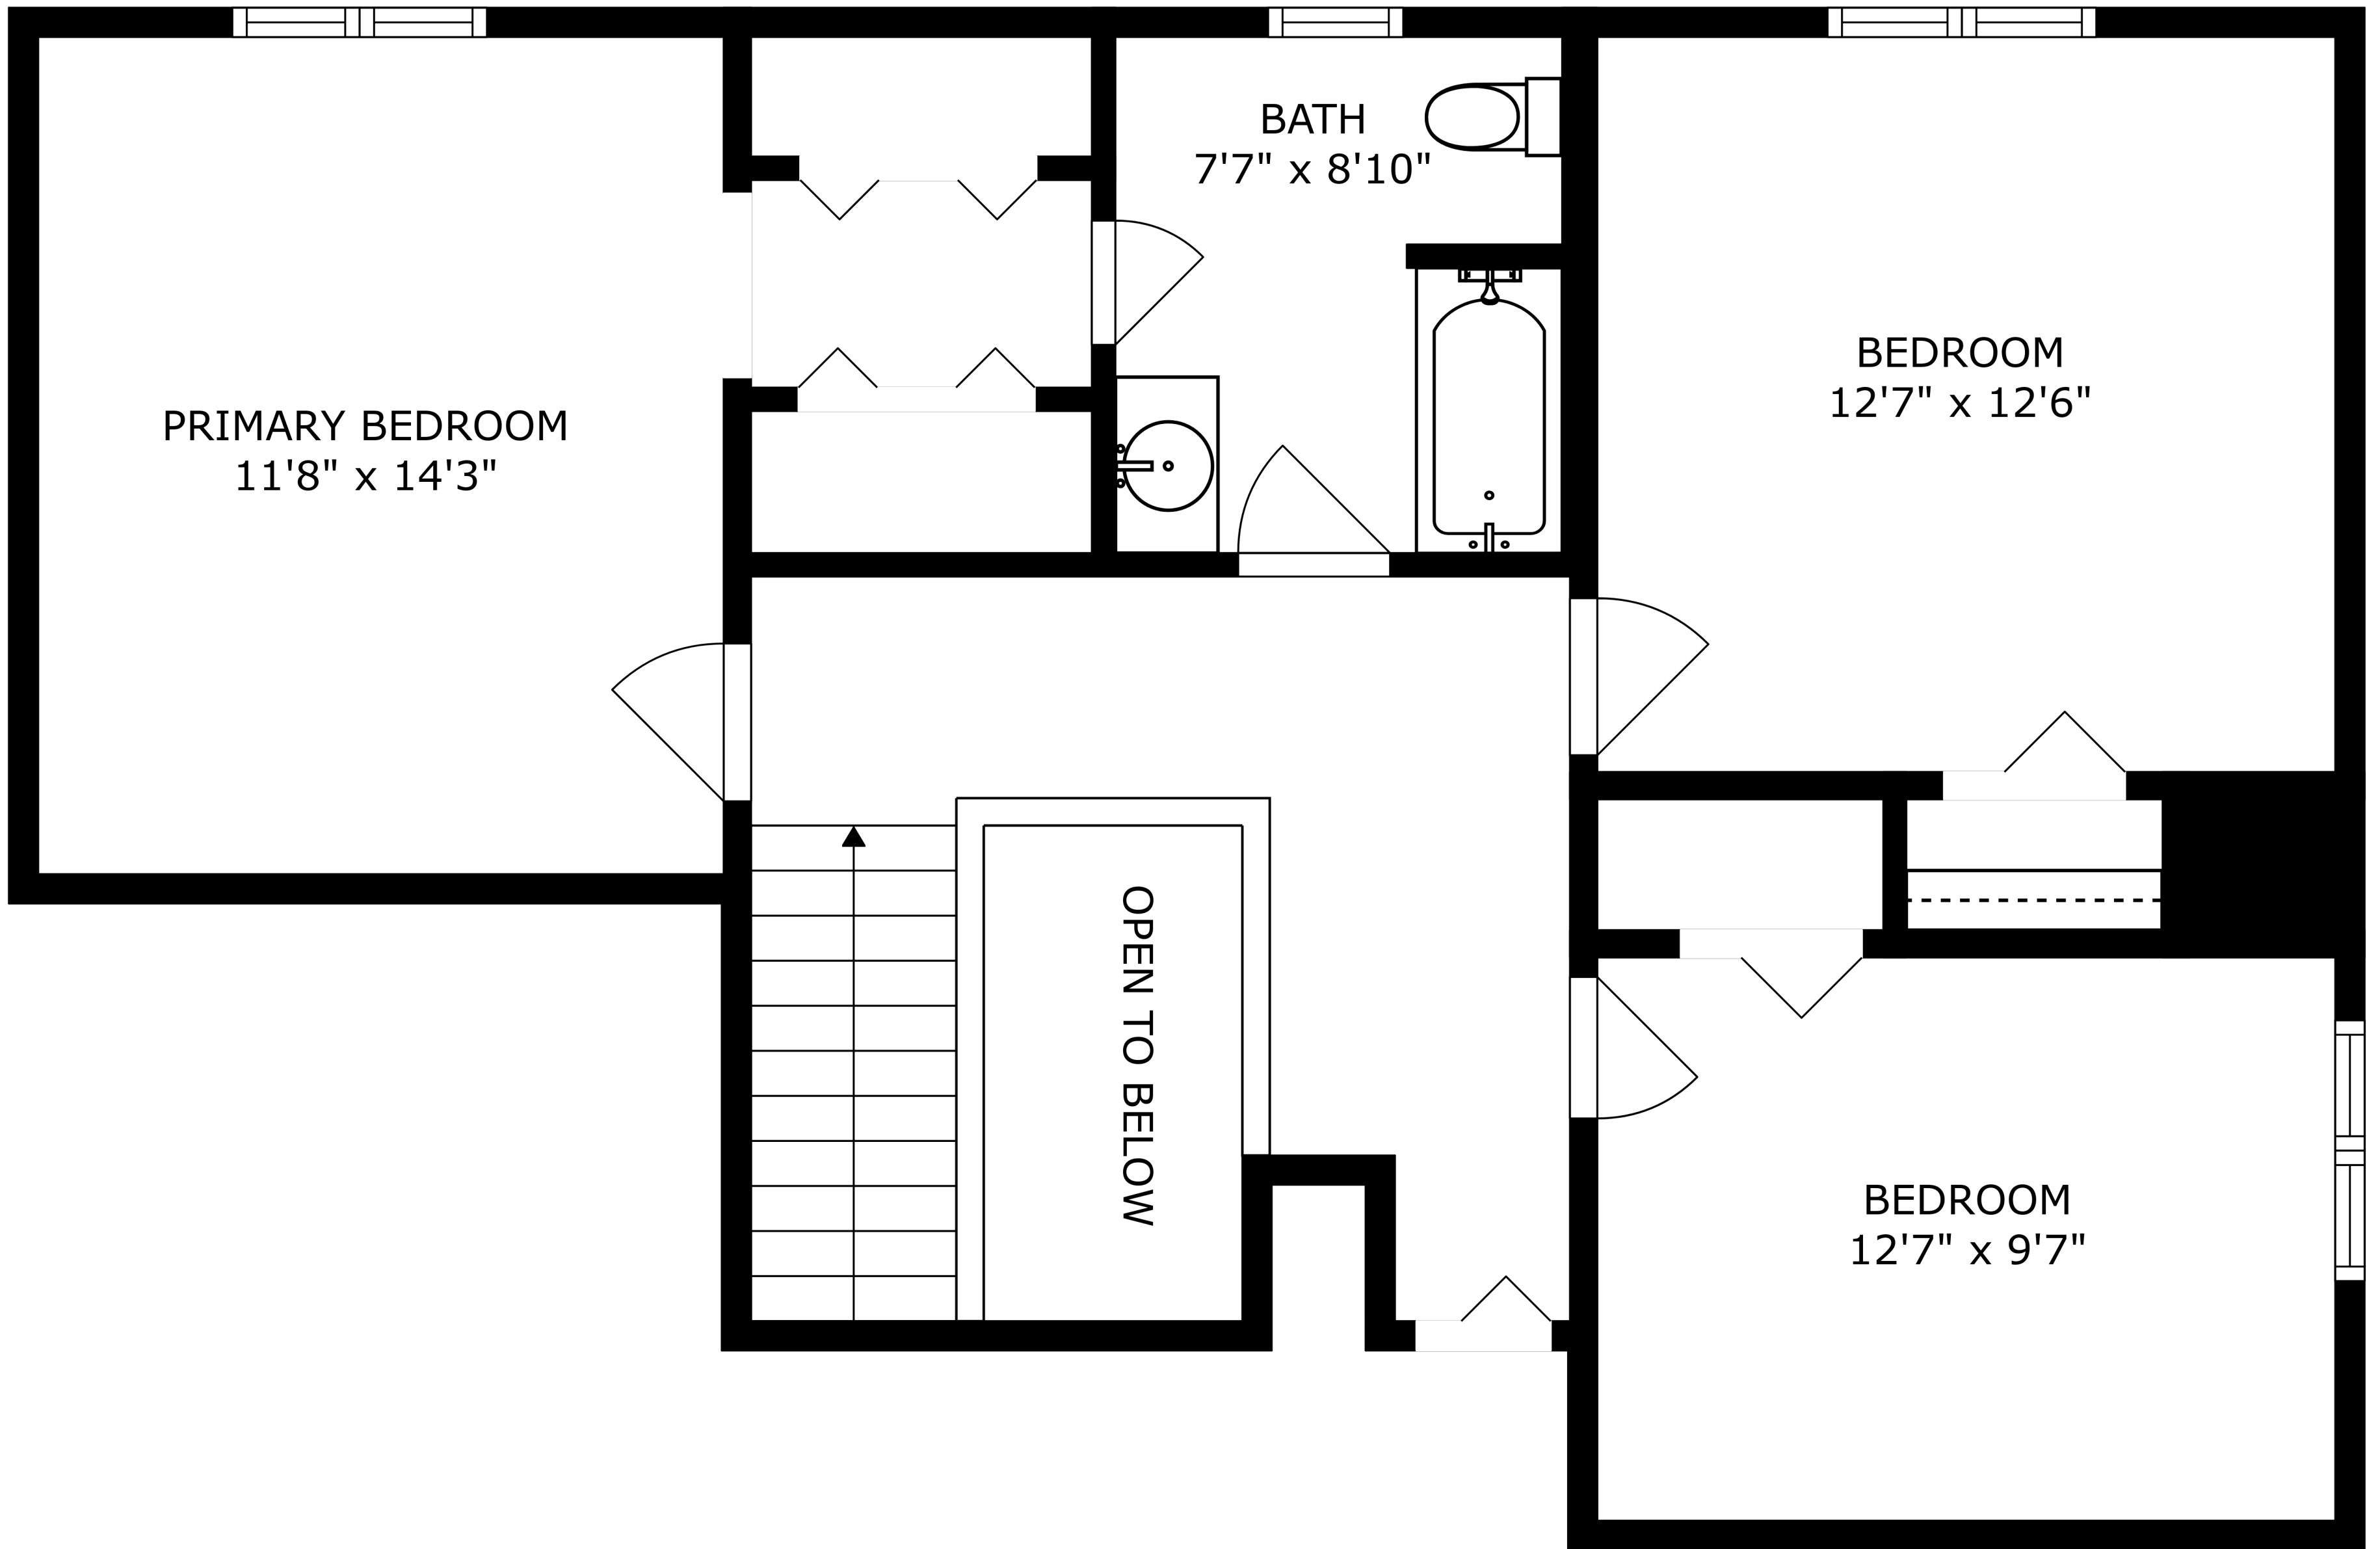 BATH
7'7" x 8'10"
BEDROOM
12'7" x 12'6"
PRIMARY BEDROOM
11'8" x 14'3"
OPEN TO BELOW
BEDROOM
12'7" x 9'7"